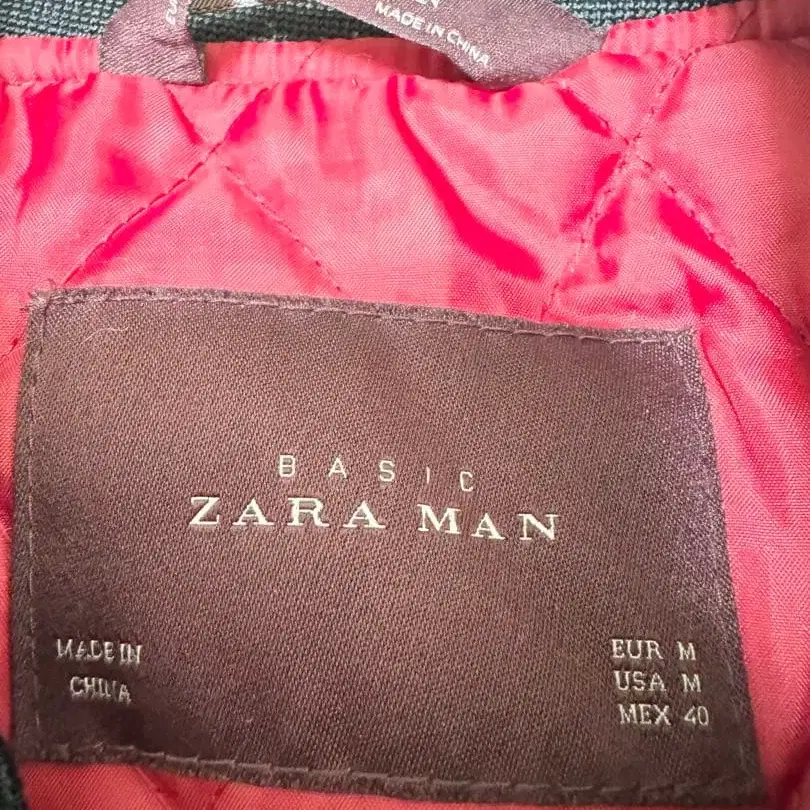 MADE IN CHINA
BASIC
ZARA MAN
MADE IN
CHINA
EUR M
USA M
MEX 40